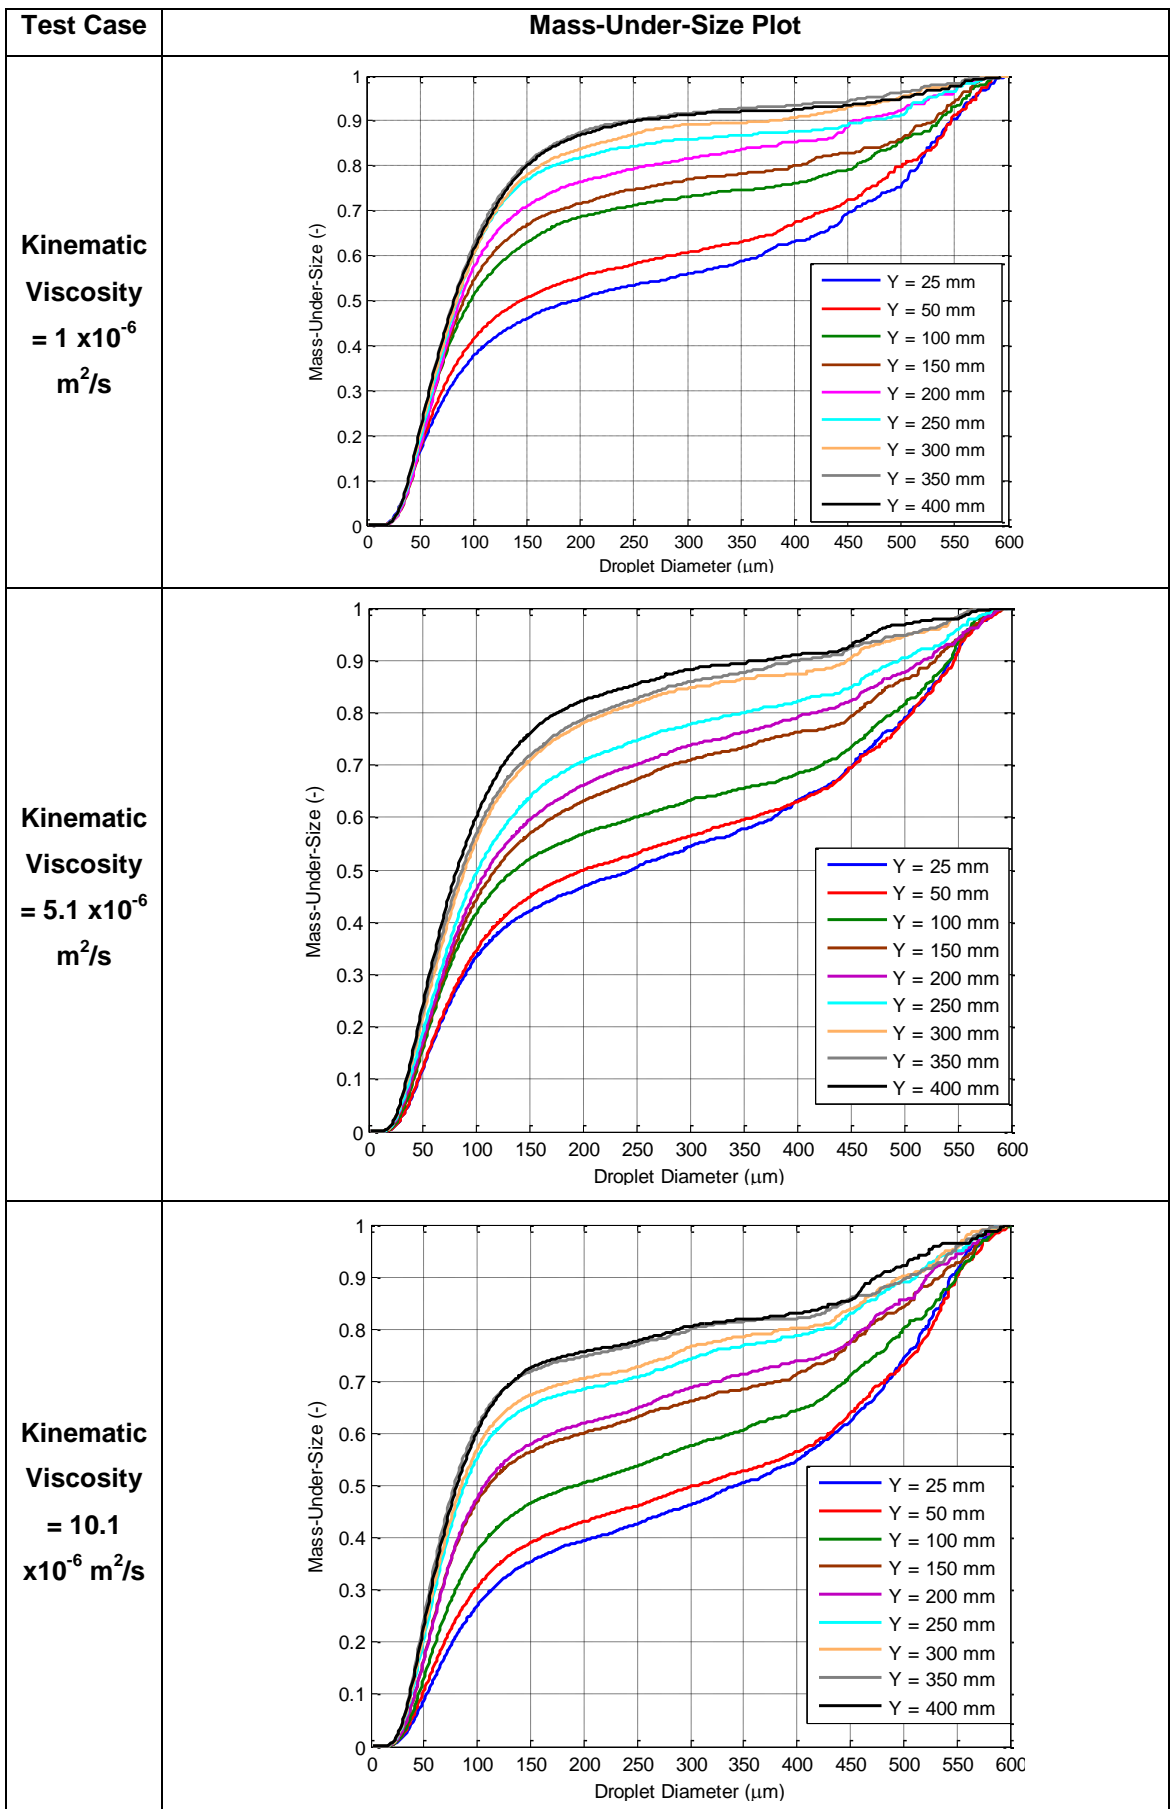 Test Case
Mass-Under-Size Plot
Kinematic
Viscosity
= 1 x10-6
m2/s
Mass-Under-Size (-)
1
0.9
0.8
0.7
0.6
0.5
0.4
0.3
0.2
0.1
0
0 50 100 150 200 250 300 350 400 450 500 550 600
Droplet Diameter (μm)
Y = 25 mm
Y = 50 mm
Y = 100 mm
Y = 150 mm
Y = 200 mm
Y = 250 mm
Y = 300 mm
Y = 350 mm
Y = 400 mm
Kinematic
Viscosity
= 5.1 x10-6
m2/s
Mass-Under-Size (-)
1
0.9
0.8
0.7
0.6
0.5
0.4
0.3
0.2
0.1
0
0 50 100 150 200 250 300 350 400 450 500 550 600
Droplet Diameter (μm)
Y = 25 mm
Y = 50 mm
Y = 100 mm
Y = 150 mm
Y = 200 mm
Y = 250 mm
Y = 300 mm
Y = 350 mm
Y = 400 mm
Kinematic
Viscosity
= 10.1
x10-6 m2/s
Mass-Under-Size (-)
1
0.9
0.8
0.7
0.6
0.5
0.4
0.3
0.2
0.1
0
0 50 100 150 200 250 300 350 400 450 500 550 600
Droplet Diameter (μm)
Y = 25 mm
Y = 50 mm
Y = 100 mm
Y = 150 mm
Y = 200 mm
Y = 250 mm
Y = 300 mm
Y = 350 mm
Y = 400 mm